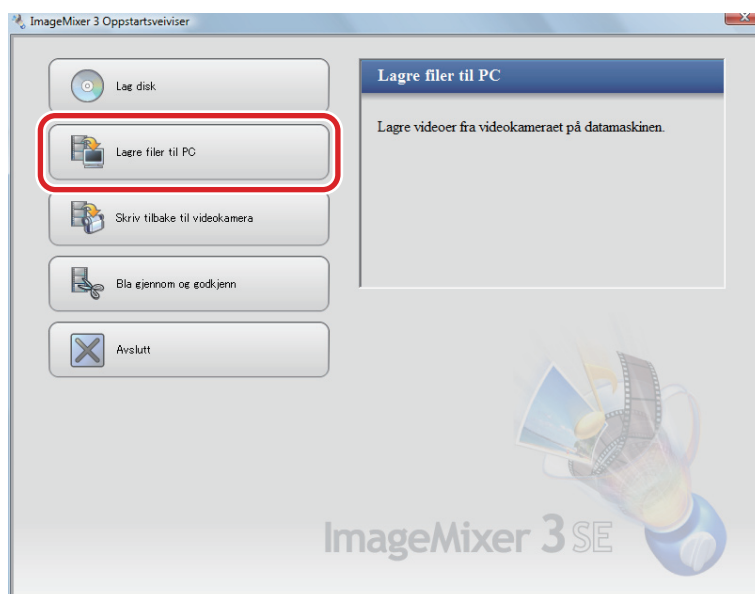 ImageMixer 3 Oppstartsveiviser
Lag disk
Lagre filer til PC
Skriv tilbake til videokamera
Bla gjennom og godkjenn
Avslutt
Lagre filer til PC
Lagre videoer fra videokameraet på datamaskinen.
ImageMixer 3 SE